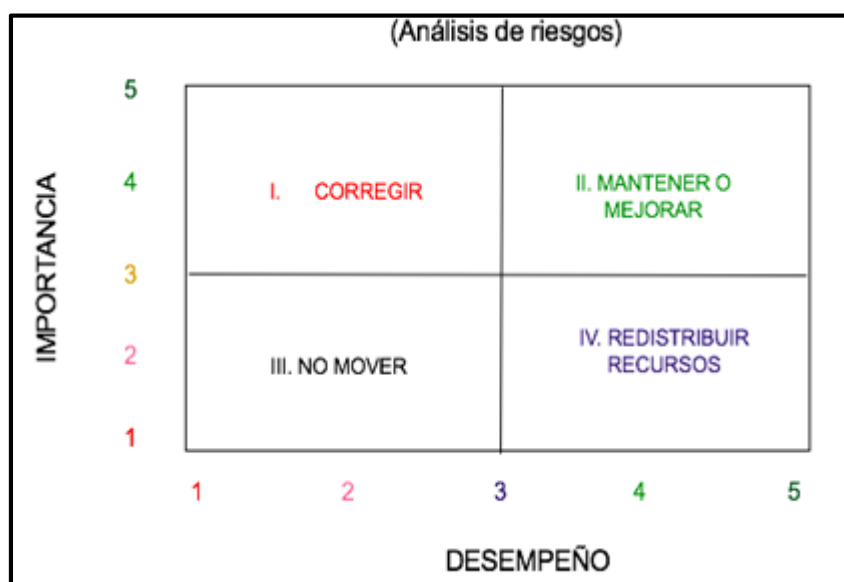 (Análisis de riesgos)
5
IMPORTANCIA
4
I. CORREGIR
II. MANTENER O
MEJORAR
3
2
III. NO MOVER
IV. REDISTRIBUIR
RECURSOS
1
1 2 3 4 5
DESEMPEÑO